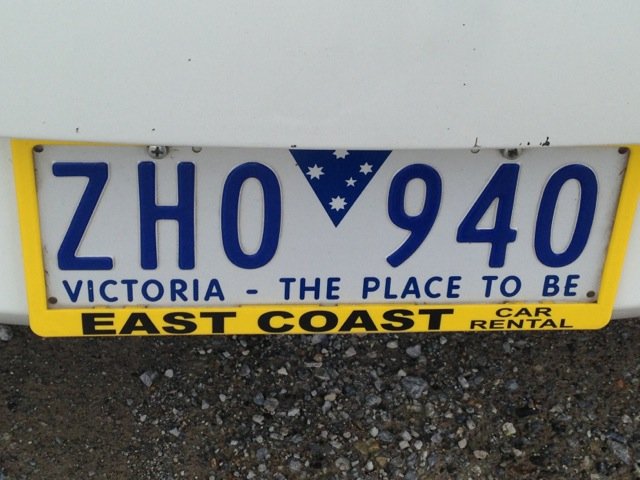 ZHO 940
VICTORIA - THE PLACE TO BE
EAST COAST CAR RENTAL